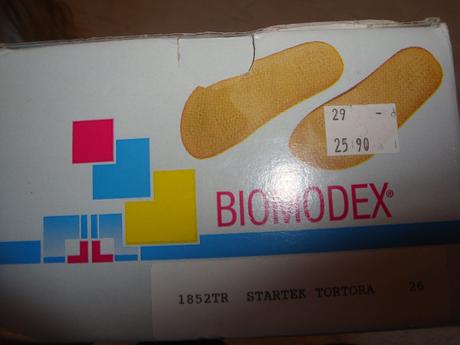 29 -
25.90
BIOMODEX®
1852TR STARTEK TORTORA 26